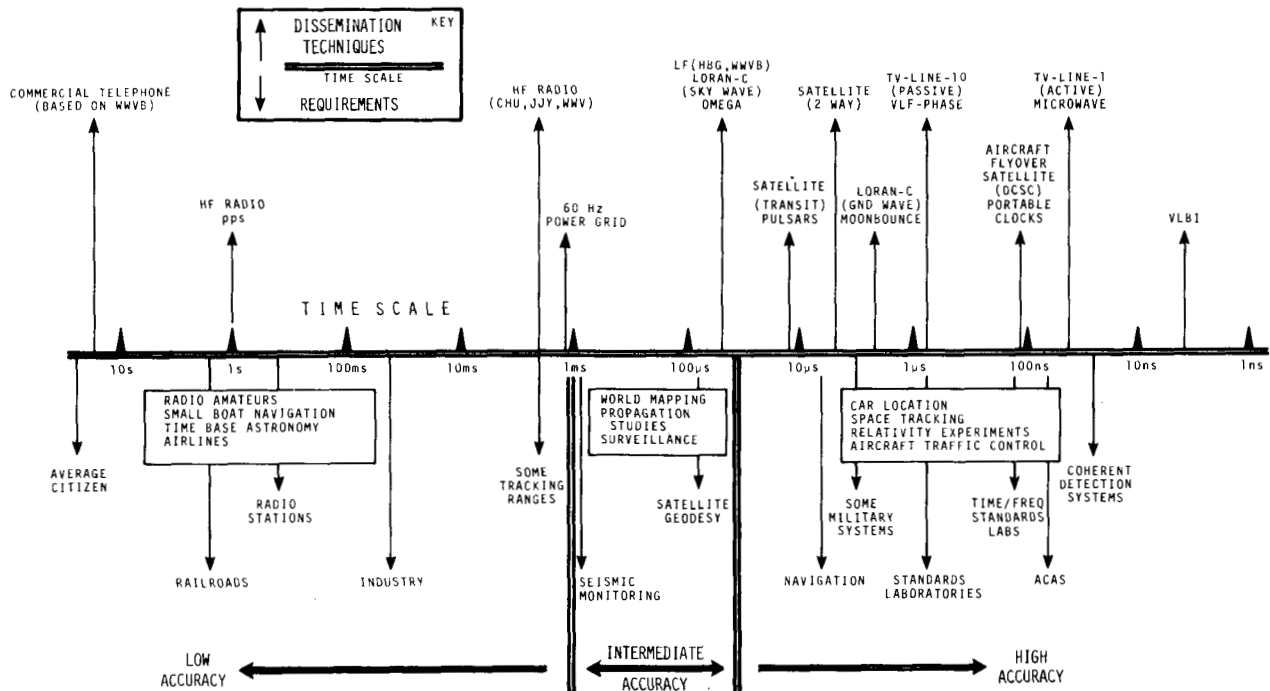 DISSEMINATION KEY
TECHNIQUES
TIME SCALE
REQUIREMENTS
COMMERCIAL TELEPHONE
(BASED ON WWVB)
HF RADIO
pps
HF RADIO
(CHU,JJY,WWV)
60 Hz
POWER GRID
LF(HBG,WWVB)
LORAN-C
(SKY WAVE)
OMEGA
SATELLITE
(TRANSIT)
PULSARS
SATELLITE
(2 WAY)
LORAN-C
(GND WAVE)
MOONBOUNCE
TV-LINE-10
(PASSIVE)
VLF-PHASE
AIRCRAFT
FLYOVER
SATELLITE
(DCSC)
PORTABLE
CLOCKS
TV-LINE-1
(ACTIVE)
MICROWAVE
VLBI
TIME SCALE
10s 1s 100ms 10ms 1ms 100µs 10µs 1µs 100ns 10ns 1ns
RADIO AMATEURS
SMALL BOAT NAVIGATION
TIME BASE ASTRONOMY
AIRLINES
WORLD MAPPING
PROPAGATION
STUDIES
SURVEILLANCE
CAR LOCATION
SPACE TRACKING
RELATIVITY EXPERIMENTS
AIRCRAFT TRAFFIC CONTROL
AVERAGE
CITIZEN
RADIO
STATIONS
SOME
TRACKING
RANGES
SATELLITE
GEODESY
SOME
MILITARY
SYSTEMS
TIME/FREQ
STANDARDS
LABS
COHERENT
DETECTION
SYSTEMS
RAILROADS
INDUSTRY
SEISMIC
MONITORING
NAVIGATION
STANDARDS
LABORATORIES
ACAS
LOW
ACCURACY
INTERMEDIATE
ACCURACY
HIGH
ACCURACY